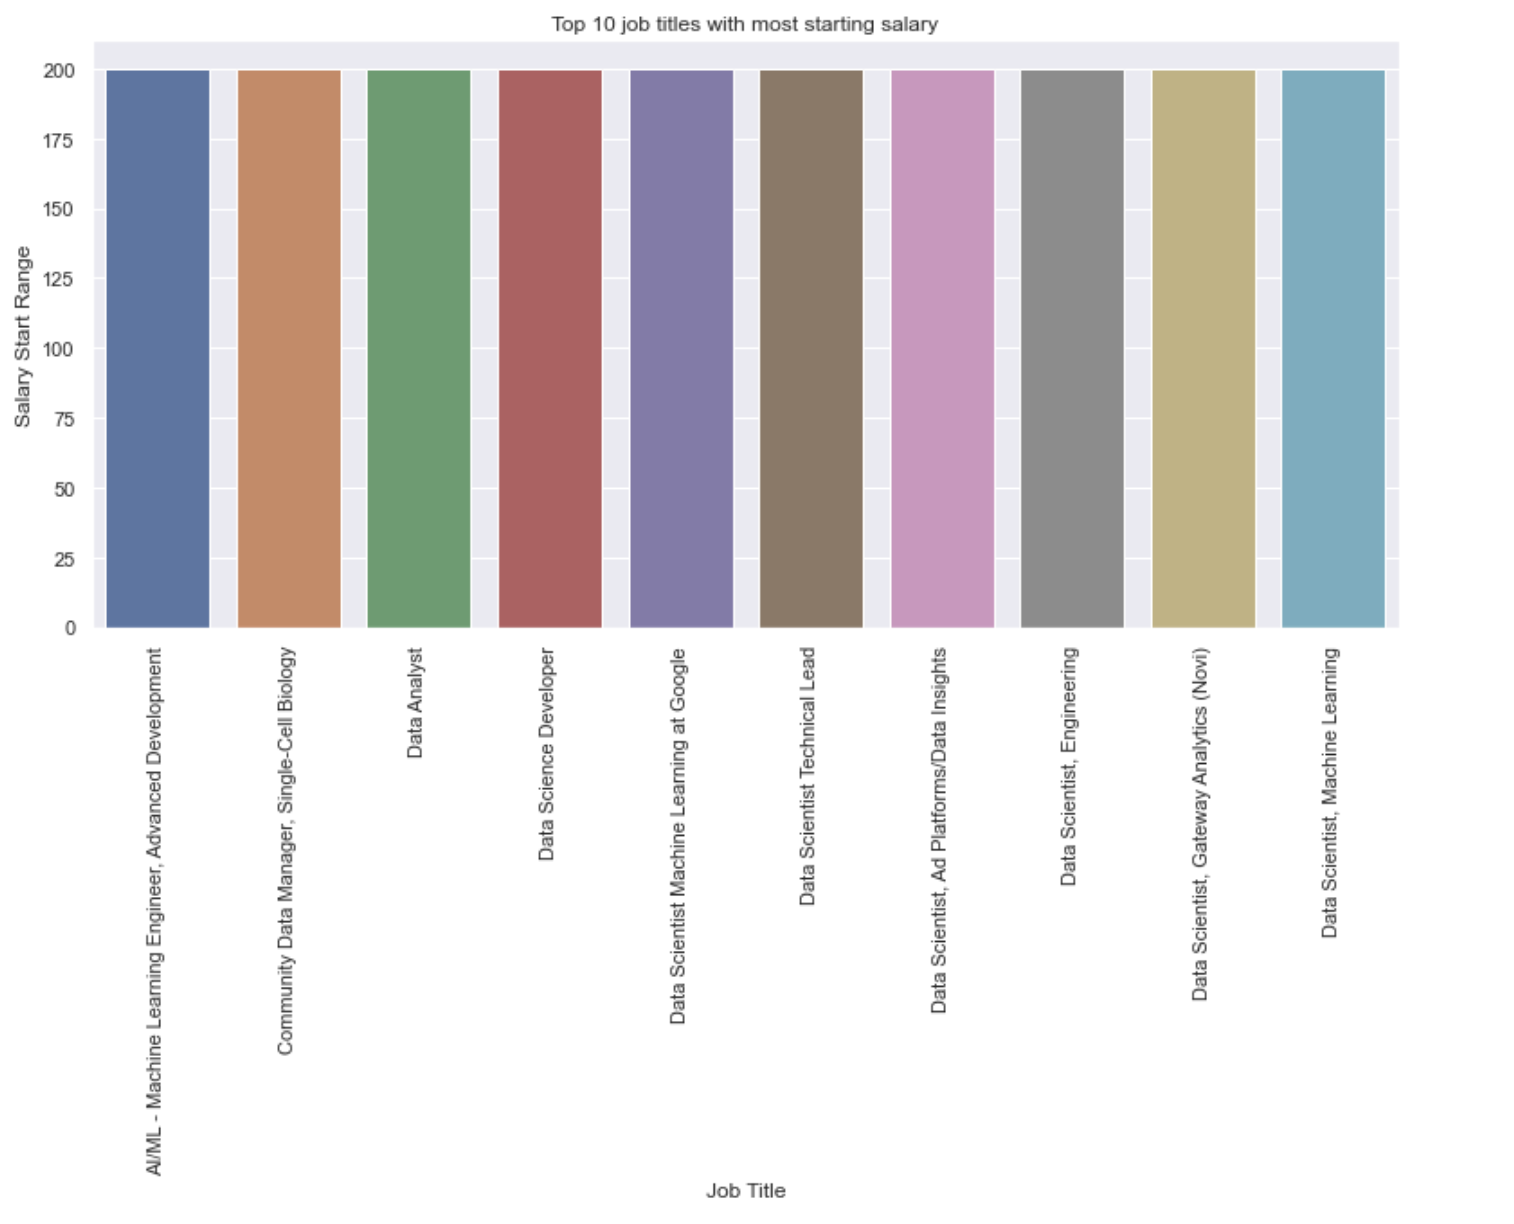 Top 10 job titles with most starting salary
200
175
150
125
100
75
50
25
0
Salary Start Range
AI/ML - Machine Learning Engineer, Advanced Development
Community Data Manager, Single-Cell Biology
Data Analyst
Data Science Developer
Data Scientist Machine Learning at Google
Data Scientist Technical Lead
Data Scientist, Ad Platforms/Data Insights
Data Scientist, Engineering
Data Scientist, Gateway Analytics (Novi)
Data Scientist, Machine Learning
Job Title